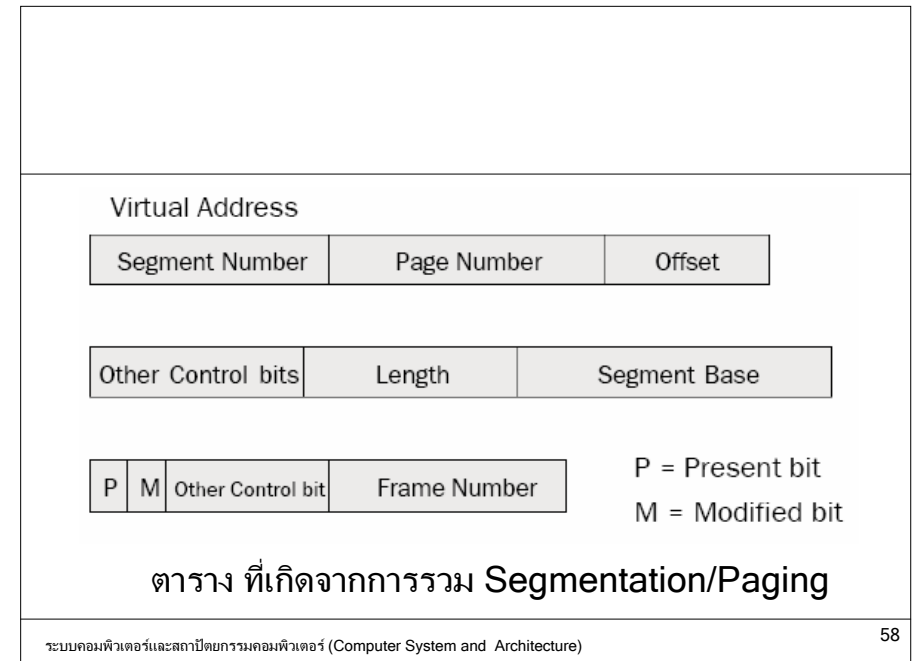 Virtual Address
Segment Number Page Number Offset
Other Control bits Length Segment Base
P M Other Control bit Frame Number
P = Present bit
M = Modified bit
ตาราง ที่เกิดจากการรวม Segmentation/Paging
ระบบคอมพิวเตอร์และสถาปัตยกรรมคอมพิวเตอร์ (Computer System and Architecture)
58